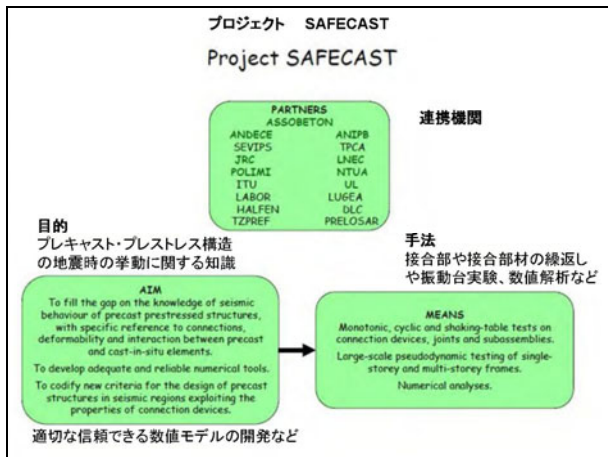 プロジェクト SAFECAST
Project SAFECAST
PARTNERS
ASSOBETON
ANDECE ANIPB
SEVIPS TPCA
JRC LNEC
POLIMI NTUA
ITU UL
LABOR LUGEA
HALFEN DLC
TZPREF PRELOSAR
連携機関
目的
プレキャスト・プレストレス構造
の地震時の挙動に関する知識
AIM
To fill the gap on the knowledge of seismic
behaviour of precast prestressed structures,
with specific reference to connections,
deformability and interaction between precast
and cast-in-situ elements.
To develop adequate and reliable numerical tools.
To codify new criteria for the design of precast
structures in seismic regions exploiting the
properties of connection devices.
適切な信頼できる数値モデルの開発など
手法
接合部や接合部材の繰返し
や振動台実験、数値解析など
MEANS
Monotonic, cyclic and shaking-table tests on
connection devices, joints and subassemblies.
Large-scale pseudodynamic testing of single-
storey and multi-storey frames.
Numerical analyses.